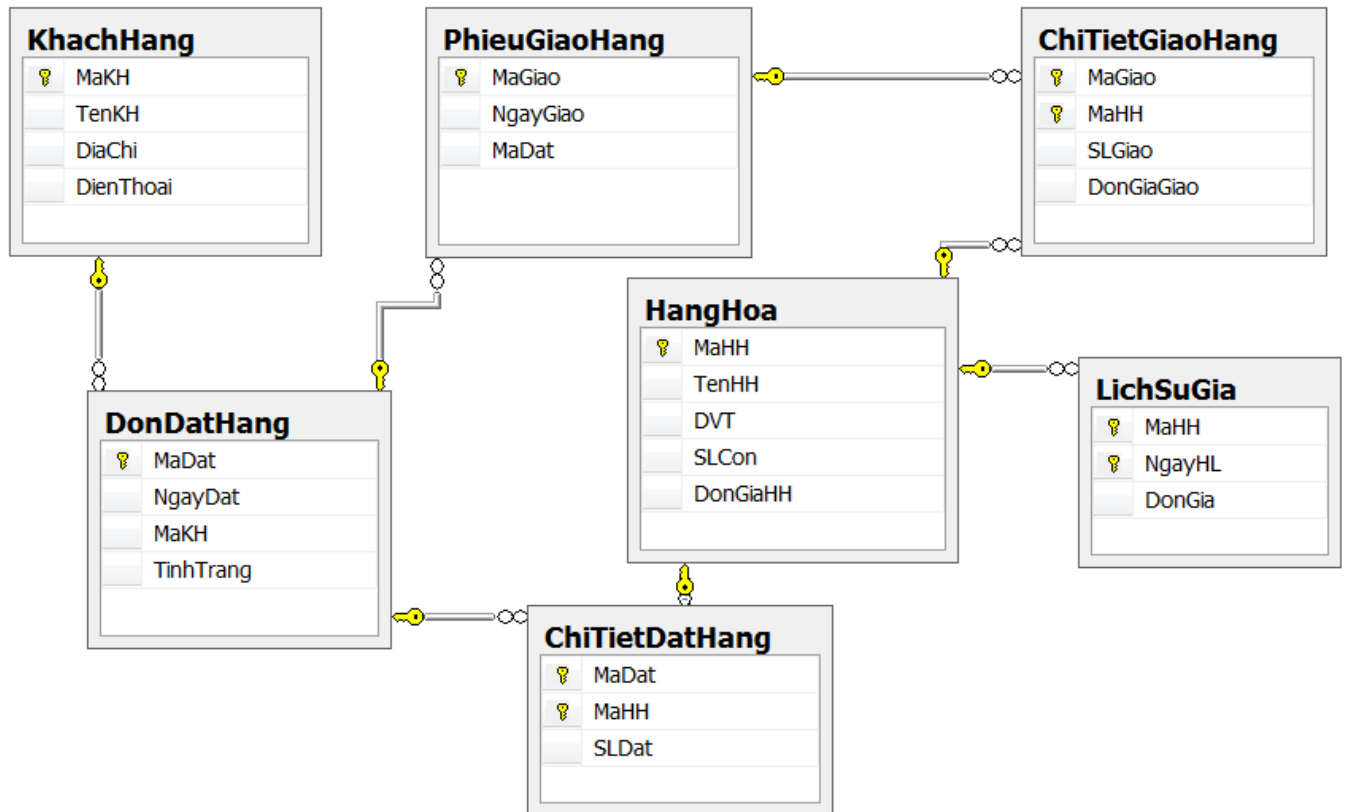 KhachHang
MaKH
TenKH
DiaChi
DienThoai
PhieuGiaoHang
MaGiao
NgayGiao
MaDat
ChiTietGiaoHang
MaGiao
MaHH
SLGiao
DonGiaGiao
HangHoa
MaHH
TenHH
DVT
SLCon
DonGiaHH
LichSuGia
MaHH
NgayHL
DonGia
DonDatHang
MaDat
NgayDat
MaKH
TinhTrang
ChiTietDatHang
MaDat
MaHH
SLDat